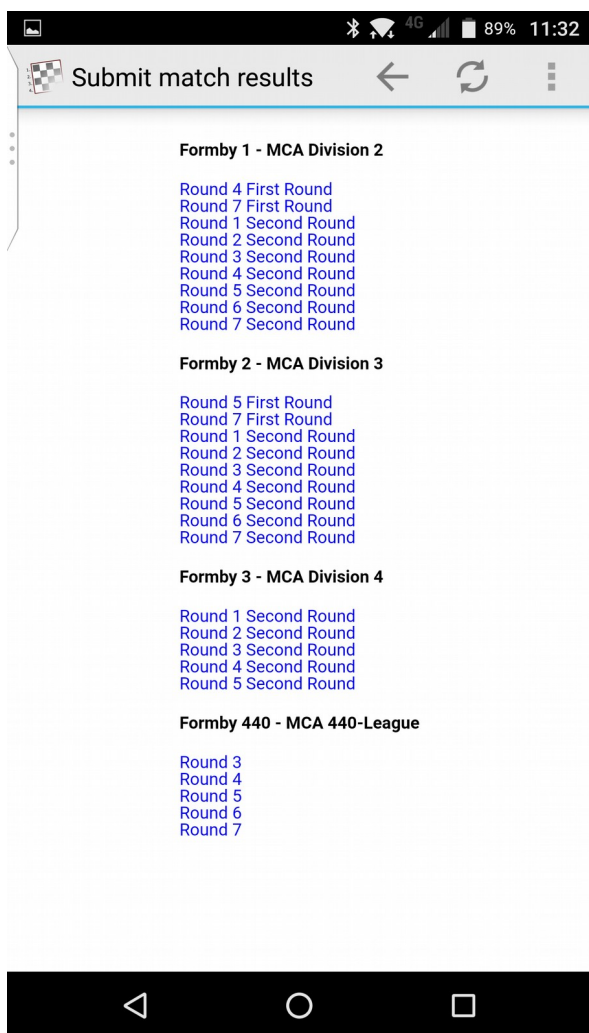 4G 89% 11:32
Submit match results
Formby 1 - MCA Division 2
Round 4 First Round
Round 7 First Round
Round 1 Second Round
Round 2 Second Round
Round 3 Second Round
Round 4 Second Round
Round 5 Second Round
Round 6 Second Round
Round 7 Second Round
Formby 2 - MCA Division 3
Round 5 First Round
Round 7 First Round
Round 1 Second Round
Round 2 Second Round
Round 3 Second Round
Round 4 Second Round
Round 5 Second Round
Round 6 Second Round
Round 7 Second Round
Formby 3 - MCA Division 4
Round 1 Second Round
Round 2 Second Round
Round 3 Second Round
Round 4 Second Round
Round 5 Second Round
Formby 440 - MCA 440-League
Round 3
Round 4
Round 5
Round 6
Round 7